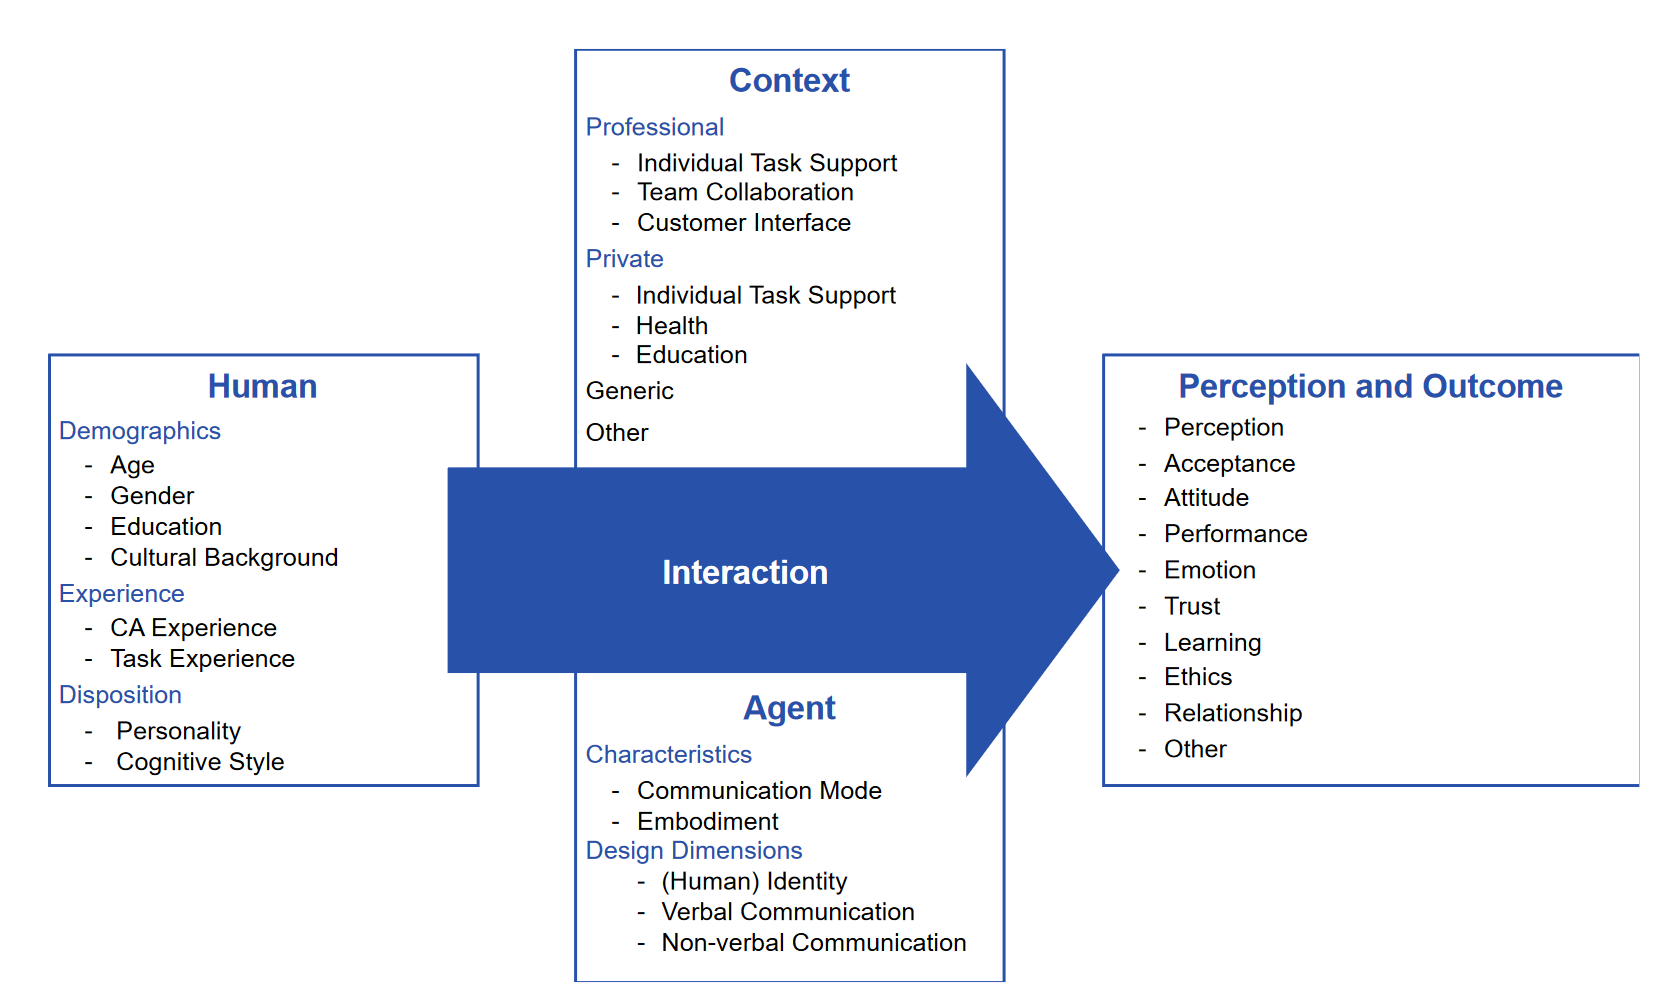 Context
Professional
- Individual Task Support
- Team Collaboration
- Customer Interface
Private
- Individual Task Support
- Health
- Education
Generic
Other
Human
Demographics
- Age
- Gender
- Education
- Cultural Background
Experience
- CA Experience
- Task Experience
Disposition
- Personality
- Cognitive Style
Interaction
Agent
Characteristics
- Communication Mode
- Embodiment
Design Dimensions
- (Human) Identity
- Verbal Communication
- Non-verbal Communication
Perception and Outcome
- Perception
- Acceptance
- Attitude
- Performance
- Emotion
- Trust
- Learning
- Ethics
- Relationship
- Other